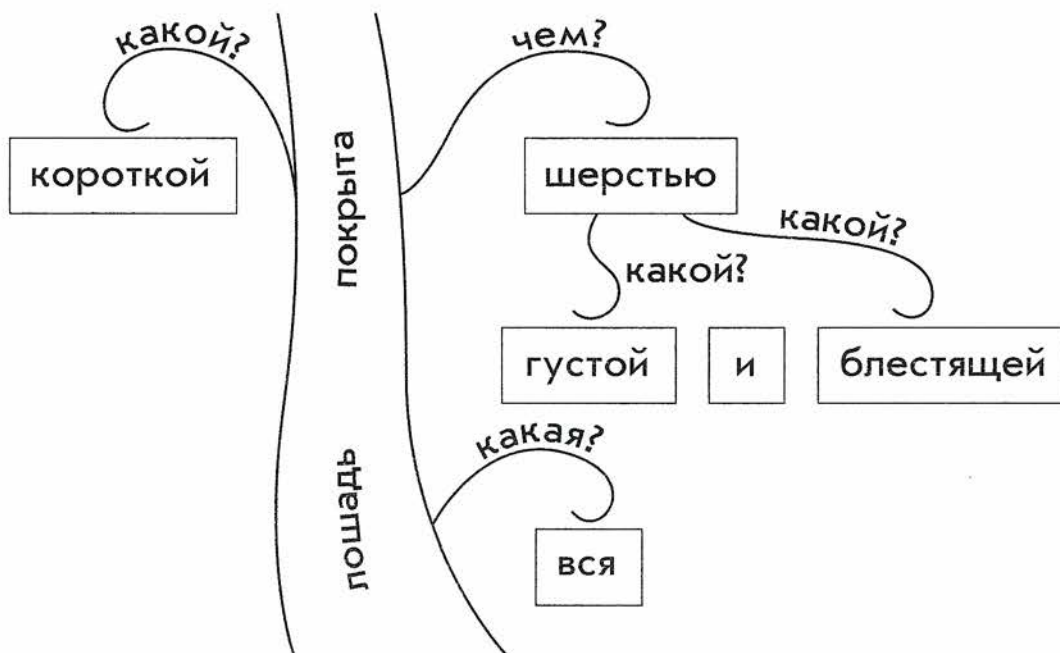 какой?
чем?
короткой
покрыта
шерстью
какой?
какой?
густой
и
блестящей
какая?
лошадь
вся